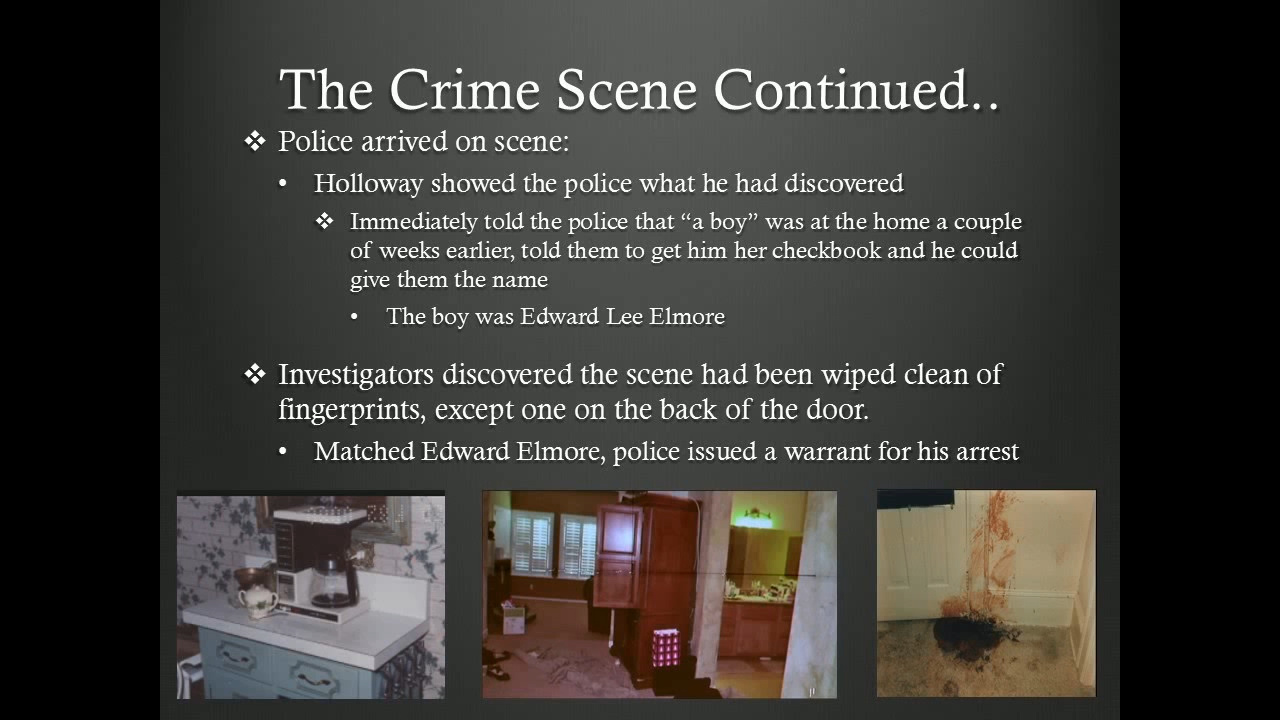 The Crime Scene Continued..
❖ Police arrived on scene:
• Holloway showed the police what he had discovered
❖ Immediately told the police that “a boy” was at the home a couple
of weeks earlier, told them to get him her checkbook and he could
give them the name
• The boy was Edward Lee Elmore
❖ Investigators discovered the scene had been wiped clean of
fingerprints, except one on the back of the door.
• Matched Edward Elmore, police issued a warrant for his arrest